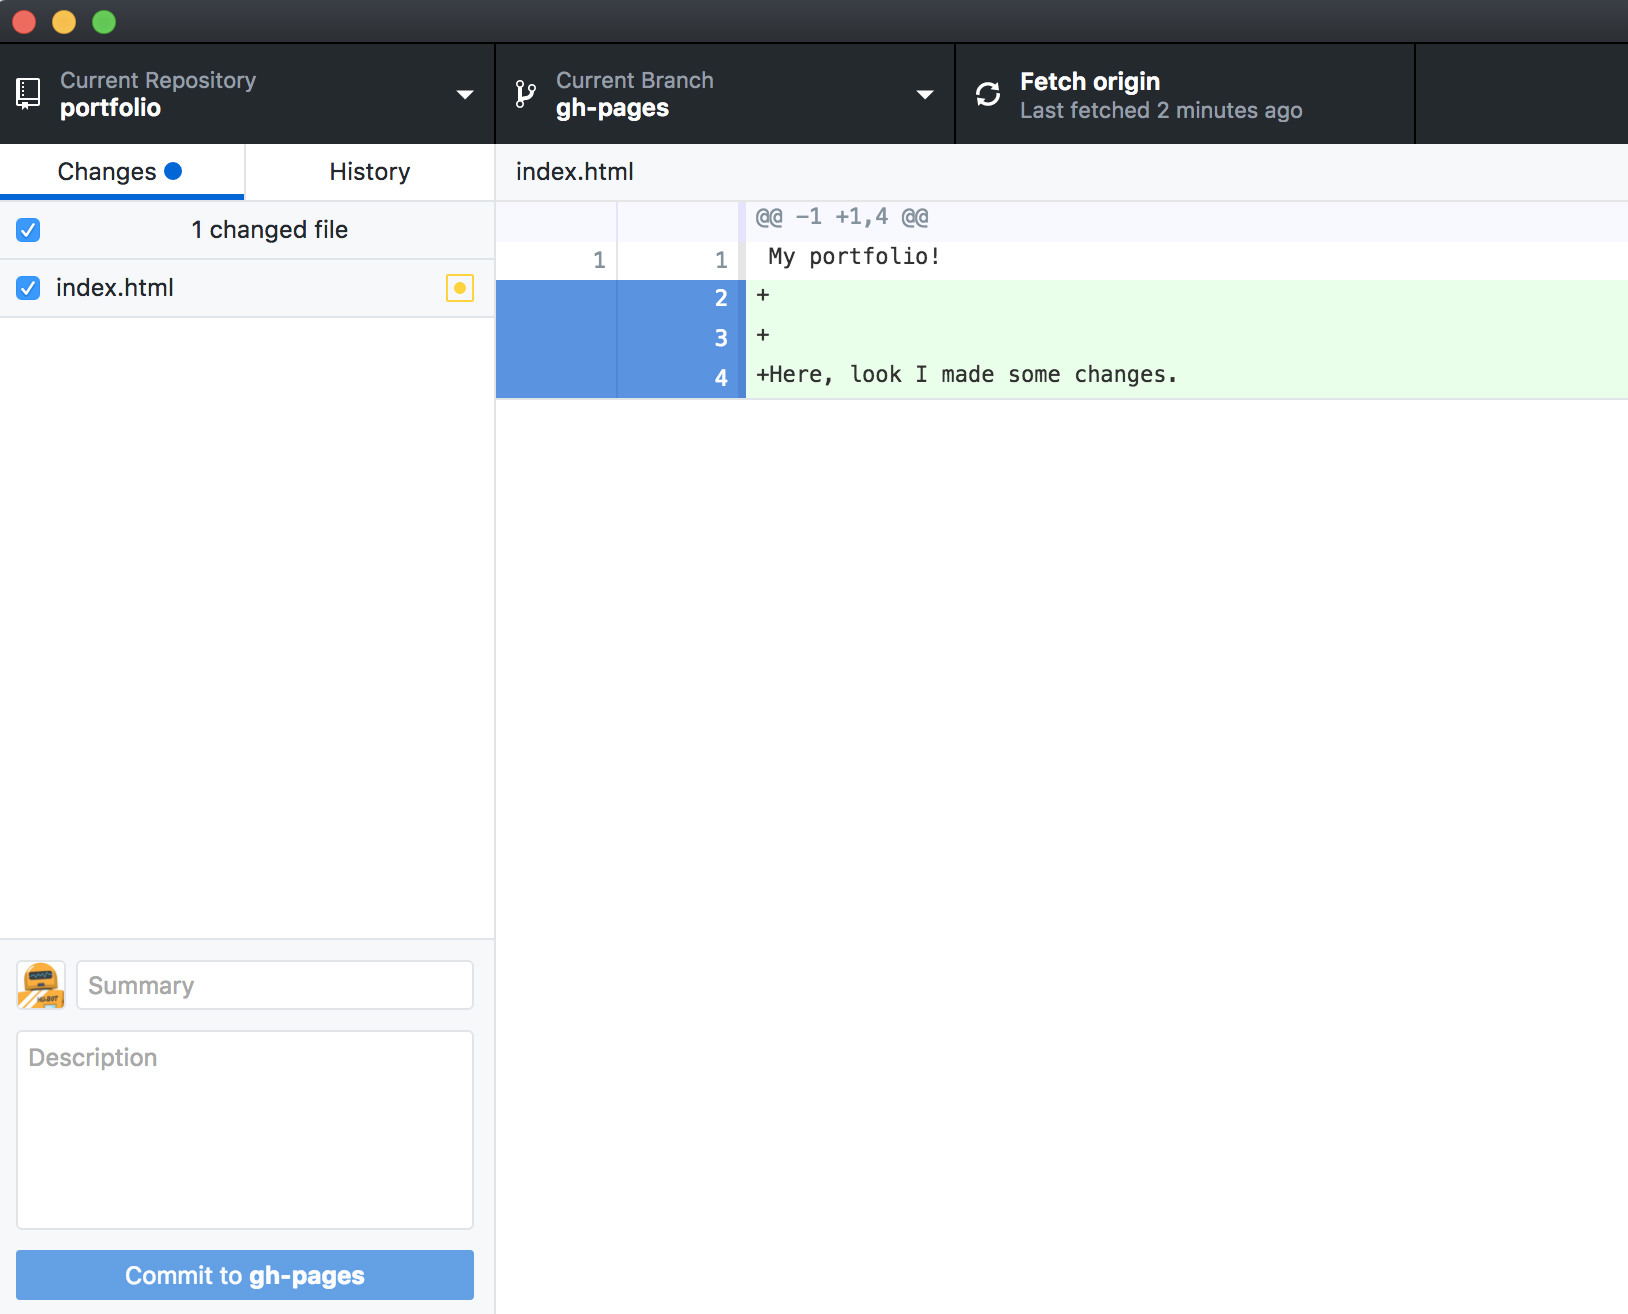 Current Repository
portfolio
Current Branch
gh-pages
Fetch origin
Last fetched 2 minutes ago
Changes
History
index.html
1 changed file
index.html
@@ -1 +1,4 @@
1 1 My portfolio!
2 +
3 +
4 +Here, look I made some changes.
Summary
Description
Commit to gh-pages